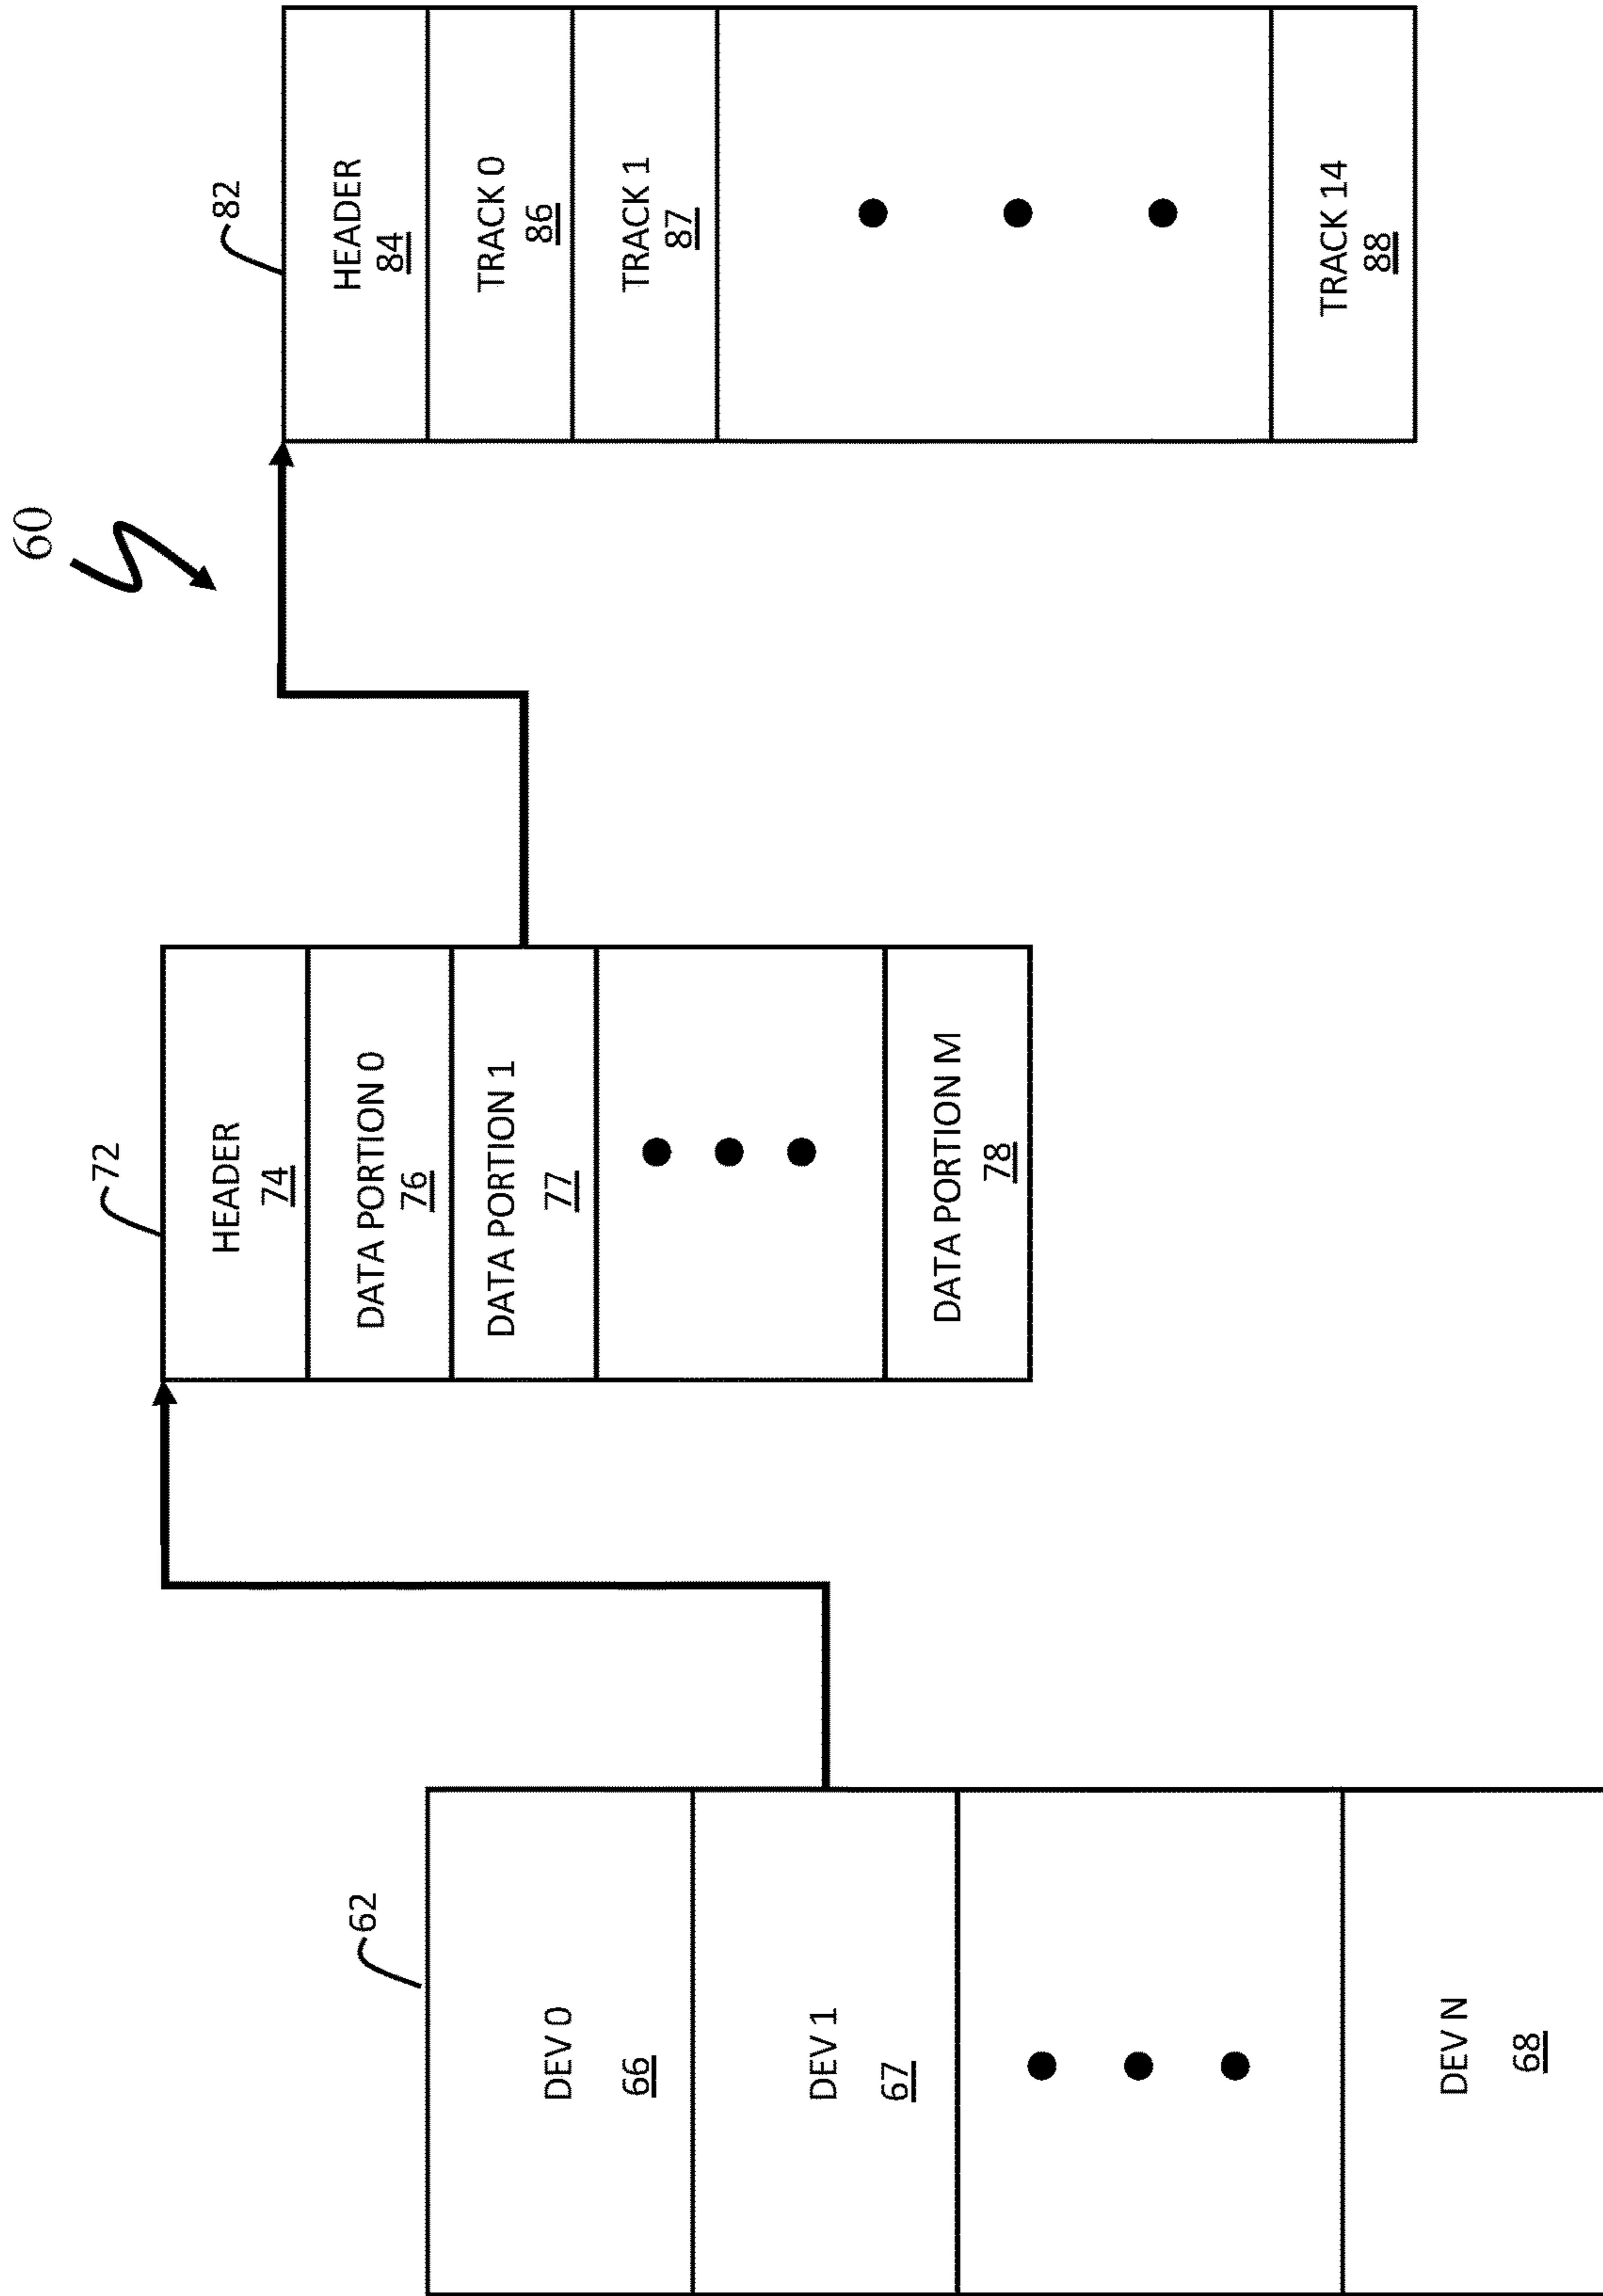 60
62
DEV 0
66
DEV 1
67
DEV N
68
72
HEADER
74
DATA PORTION 0
76
DATA PORTION 1
77
DATA PORTION M
78
82
HEADER
84
TRACK 0
86
TRACK 1
87
TRACK 14
88